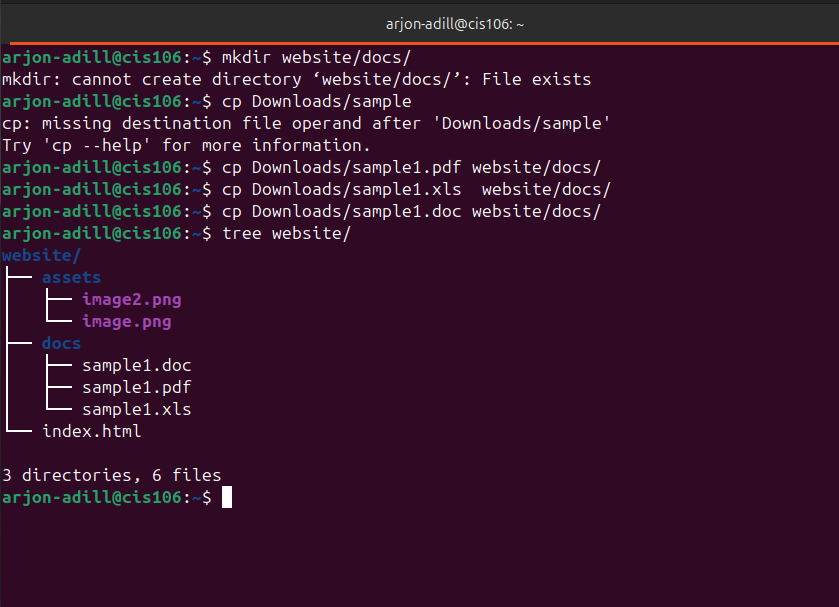 arjon-adill@cis106: ~
arjon-adill@cis106:~$ mkdir website/docs/
mkdir: cannot create directory ‘website/docs/’: File exists
arjon-adill@cis106:~$ cp Downloads/sample
cp: missing destination file operand after 'Downloads/sample'
Try 'cp --help' for more information.
arjon-adill@cis106:~$ cp Downloads/sample1.pdf website/docs/
arjon-adill@cis106:~$ cp Downloads/sample1.xls  website/docs/
arjon-adill@cis106:~$ cp Downloads/sample1.doc website/docs/
arjon-adill@cis106:~$ tree website/
website/
├── assets
│   ├── image2.png
│   └── image.png
├── docs
│   ├── sample1.doc
│   ├── sample1.pdf
│   └── sample1.xls
└── index.html

3 directories, 6 files
arjon-adill@cis106:~$